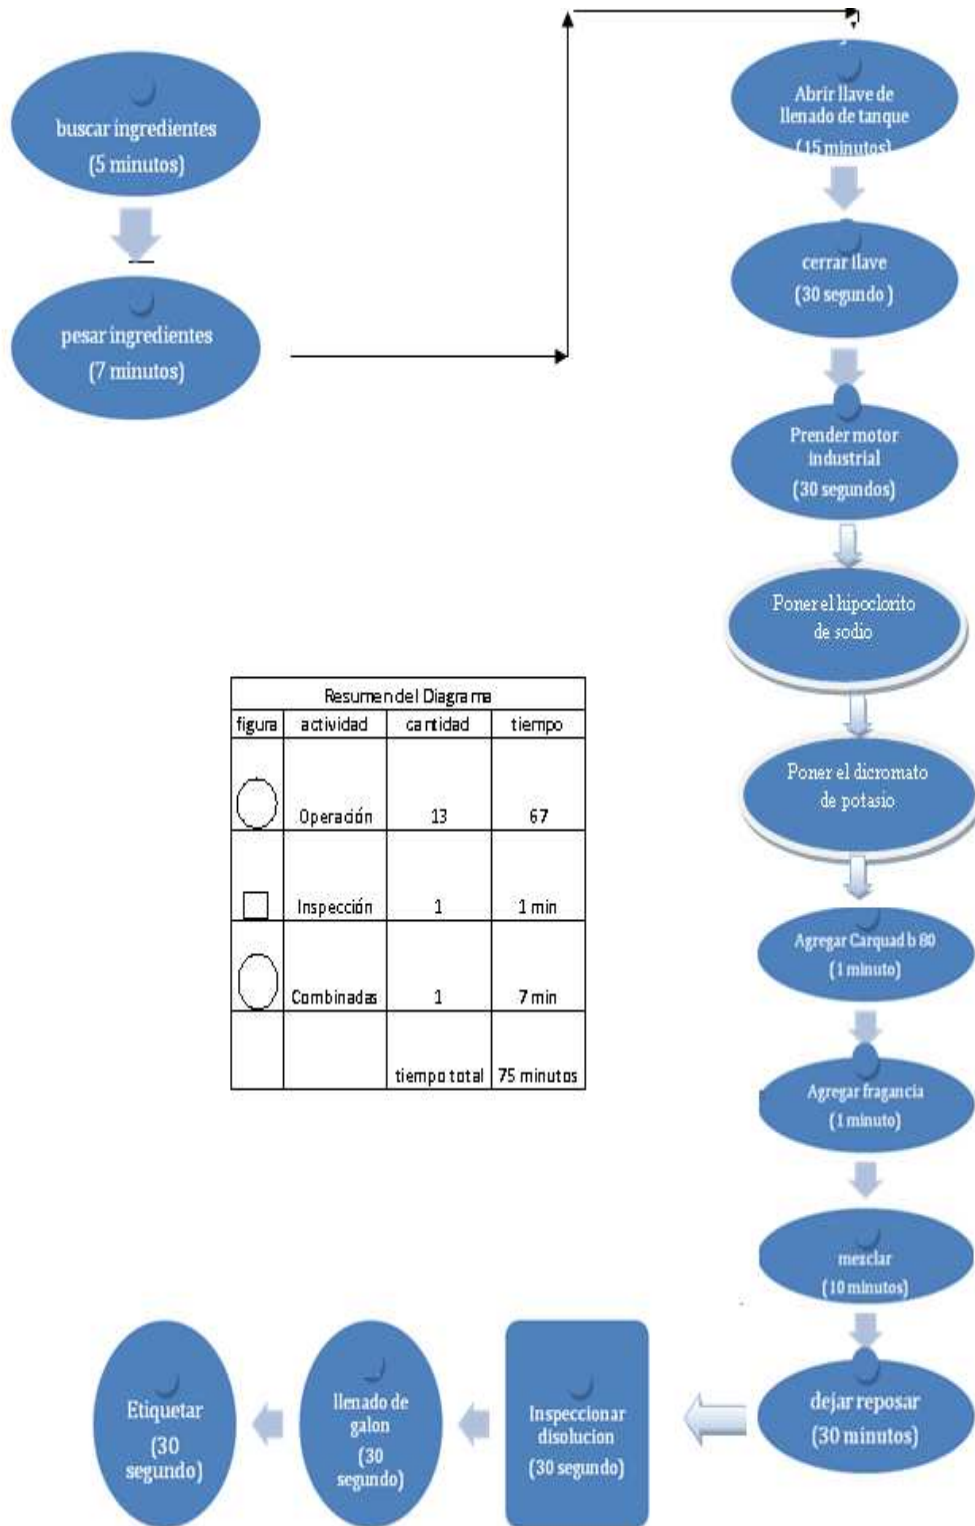 buscar ingredientes
(5 minutos)
pesar ingredientes
(7 minutos)
Abrir llave de
llenado de tanque
(15 minutos)
cerrar llave
(30 segundo )
Prender motor
industrial
(30 segundos)
Poner el hipoclorito
de sodio
Poner el dicromato
de potasio
Agregar Carquad b 80
(1 minuto)
Agregar fragancia
(1 minuto)
mezclar
(10 minutos)
dejar reposar
(30 minutos)
Inspeccionar
disolucion
(30 segundo)
llenado de
galon
(30
segundo)
Etiquetar
(30
segundo)
Resumen del Diagrama
figura actividad cantidad tiempo
Operación 13 67
Inspección 1 1 min
Combinadas 1 7 min
tiempo total 75 minutos